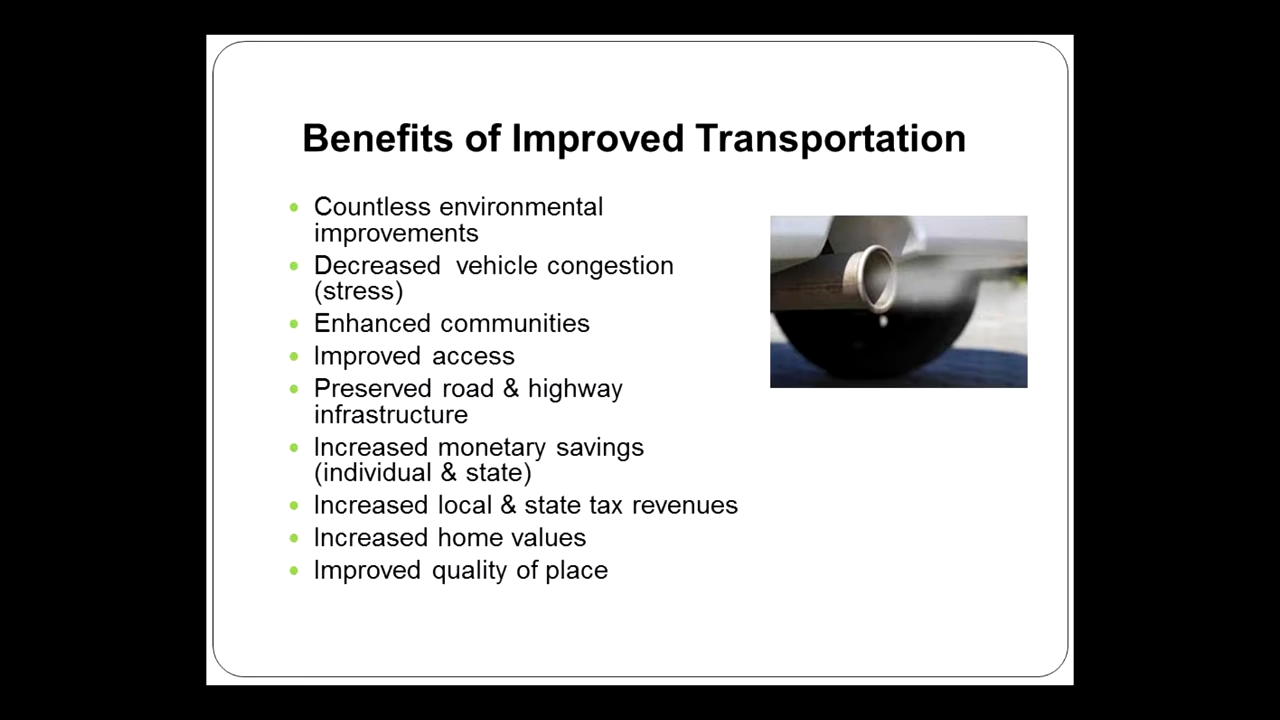 Benefits of Improved Transportation
• Countless environmental
improvements
• Decreased  vehicle congestion
(stress)
• Enhanced communities
• Improved access
• Preserved road & highway
infrastructure
• Increased monetary savings
(individual & state)
• Increased local & state tax revenues
• Increased home values
• Improved quality of place